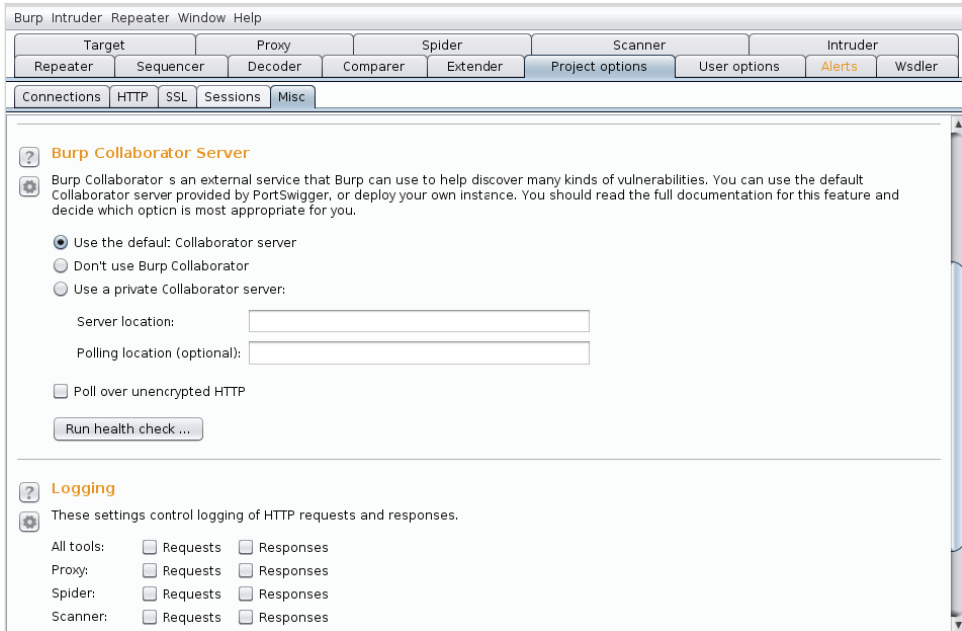 Burp Intruder Repeater Window Help
Target Proxy Spider Scanner Intruder
Repeater Sequencer Decoder Comparer Extender Project options User options Alerts Wsdler
Connections HTTP SSL Sessions Misc
? Burp Collaborator Server
Burp Collaborator s an external service that Burp can use to help discover many kinds of vulnerabilities. You can use the default
Collaborator server provided by PortSwigger, or deploy your own instance. You should read the full documentation for this feature and
decide which option is most appropriate for you.
Use the default Collaborator server
Don't use Burp Collaborator
Use a private Collaborator server:
Server location:
Polling location (optional):
Poll over unencrypted HTTP
Run health check ...
? Logging
These settings control logging of HTTP requests and responses.
All tools: Requests Responses
Proxy: Requests Responses
Spider: Requests Responses
Scanner: Requests Responses